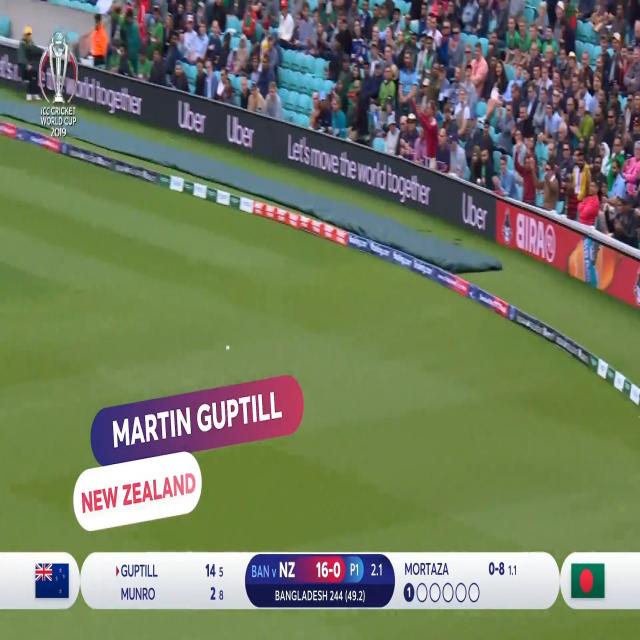 ICC CRICKET
WORLD CUP
2019
the world together
Uber
Uber
Let's move the world together
Uber
BIRA
MARTIN GUPTILL
NEW ZEALAND
GUPTILL 14 5
MUNRO 2 8
BAN v NZ 16-0 P1 2.1
BANGLADESH 244 (49.2)
MORTAZA 0-8 1.1
1